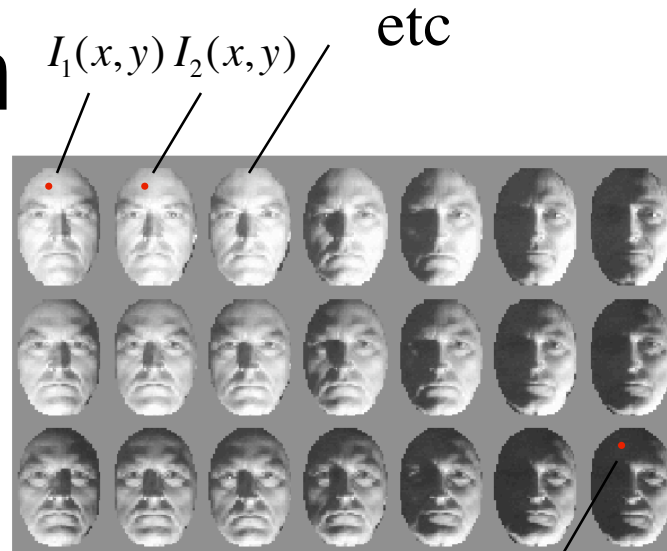 etc
I₁(x, y) I₂(x, y)
n